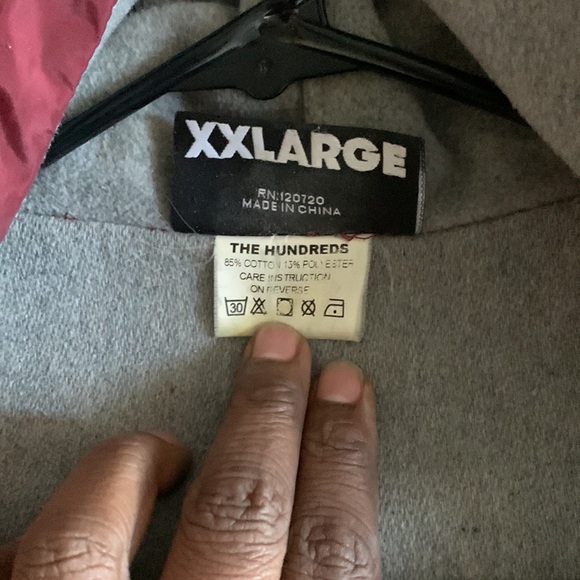 XXLARGE
RN:120720
MADE IN CHINA
THE HUNDREDS
85% COTTON 13% POLYESTER
CARE INSTRUCTION
ON REVERSE
30